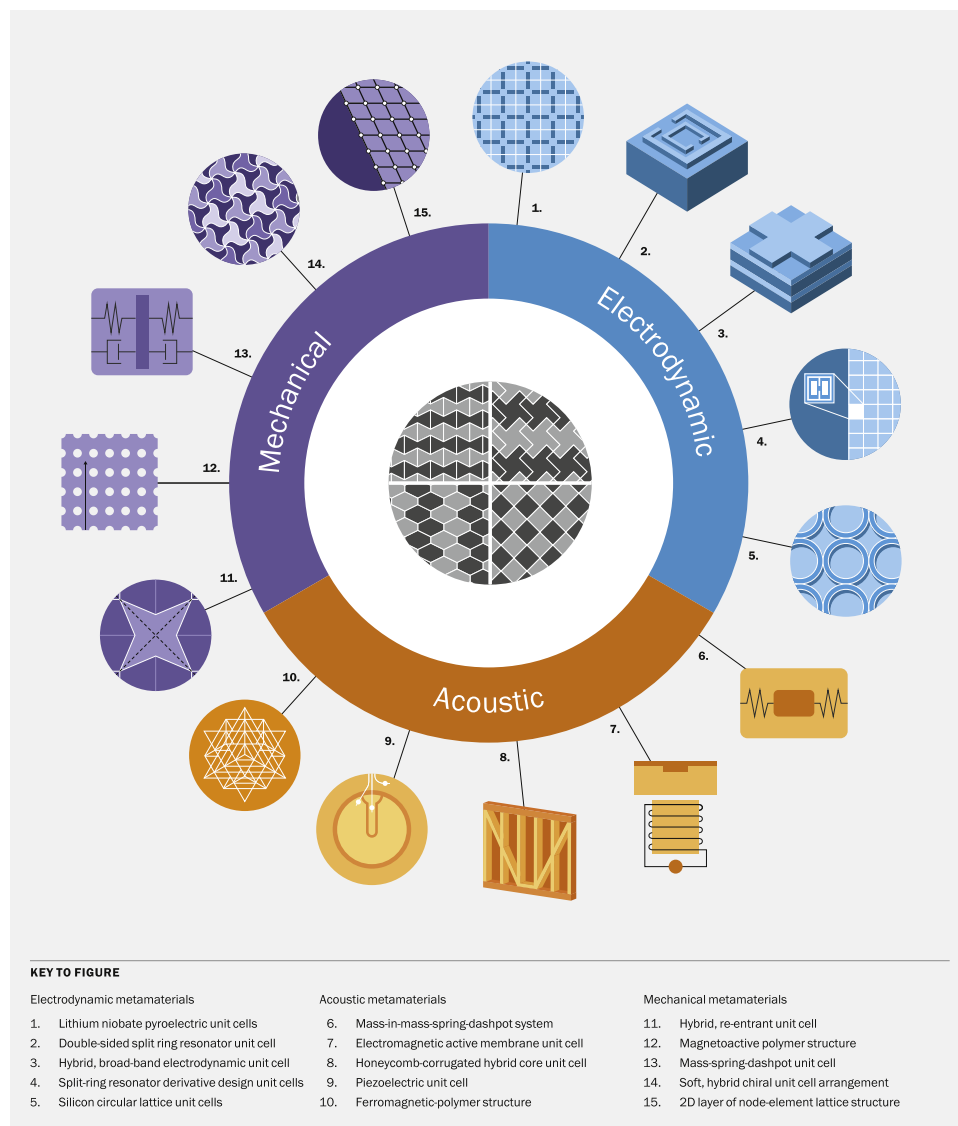 1.
2.
3.
4.
5.
6.
7.
8.
9.
10.
11.
12.
13.
14.
15.
Electrodynamic
Acoustic
Mechanical
KEY TO FIGURE
Electrodynamic metamaterials
1. Lithium niobate pyroelectric unit cells
2. Double-sided split ring resonator unit cell
3. Hybrid, broad-band electrodynamic unit cell
4. Split-ring resonator derivative design unit cells
5. Silicon circular lattice unit cells
Acoustic metamaterials
6. Mass-in-mass-spring-dashpot system
7. Electromagnetic active membrane unit cell
8. Honeycomb-corrugated hybrid core unit cell
9. Piezoelectric unit cell
10. Ferromagnetic-polymer structure
Mechanical metamaterials
11. Hybrid, re-entrant unit cell
12. Magnetoactive polymer structure
13. Mass-spring-dashpot unit cell
14. Soft, hybrid chiral unit cell arrangement
15. 2D layer of node-element lattice structure